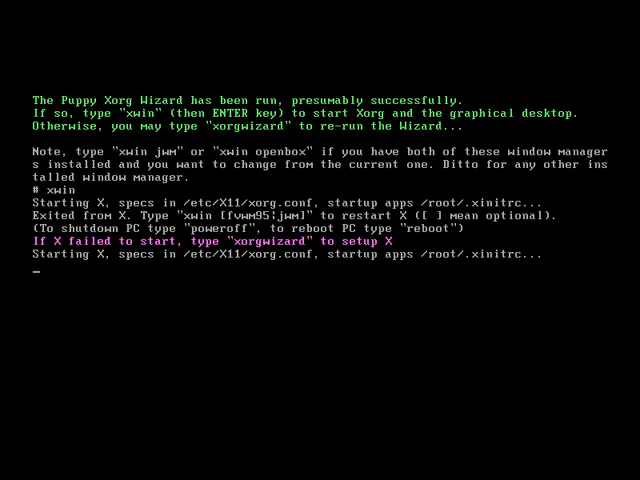 The Puppy Xorg Wizard has been run, presumably successfully.
If so, type "xwin" (then ENTER key) to start Xorg and the graphical desktop.
Otherwise, you may type "xorgwizard" to re-run the Wizard...
Note, type "xwin jwm" or "xwin openbox" if you have both of these window manager
s installed and you want to change from the current one. Ditto for any other ins
talled window manager.
# xwin
Starting X, specs in /etc/X11/xorg.conf, startup apps /root/.xinitrc...
Exited from X. Type "xwin [fvwm95|jwm]" to restart X ([ ] mean optional).
(To shutdown PC type "poweroff", to reboot PC type "reboot")
If X failed to start, type "xorgwizard" to setup X
Starting X, specs in /etc/X11/xorg.conf, startup apps /root/.xinitrc...
_